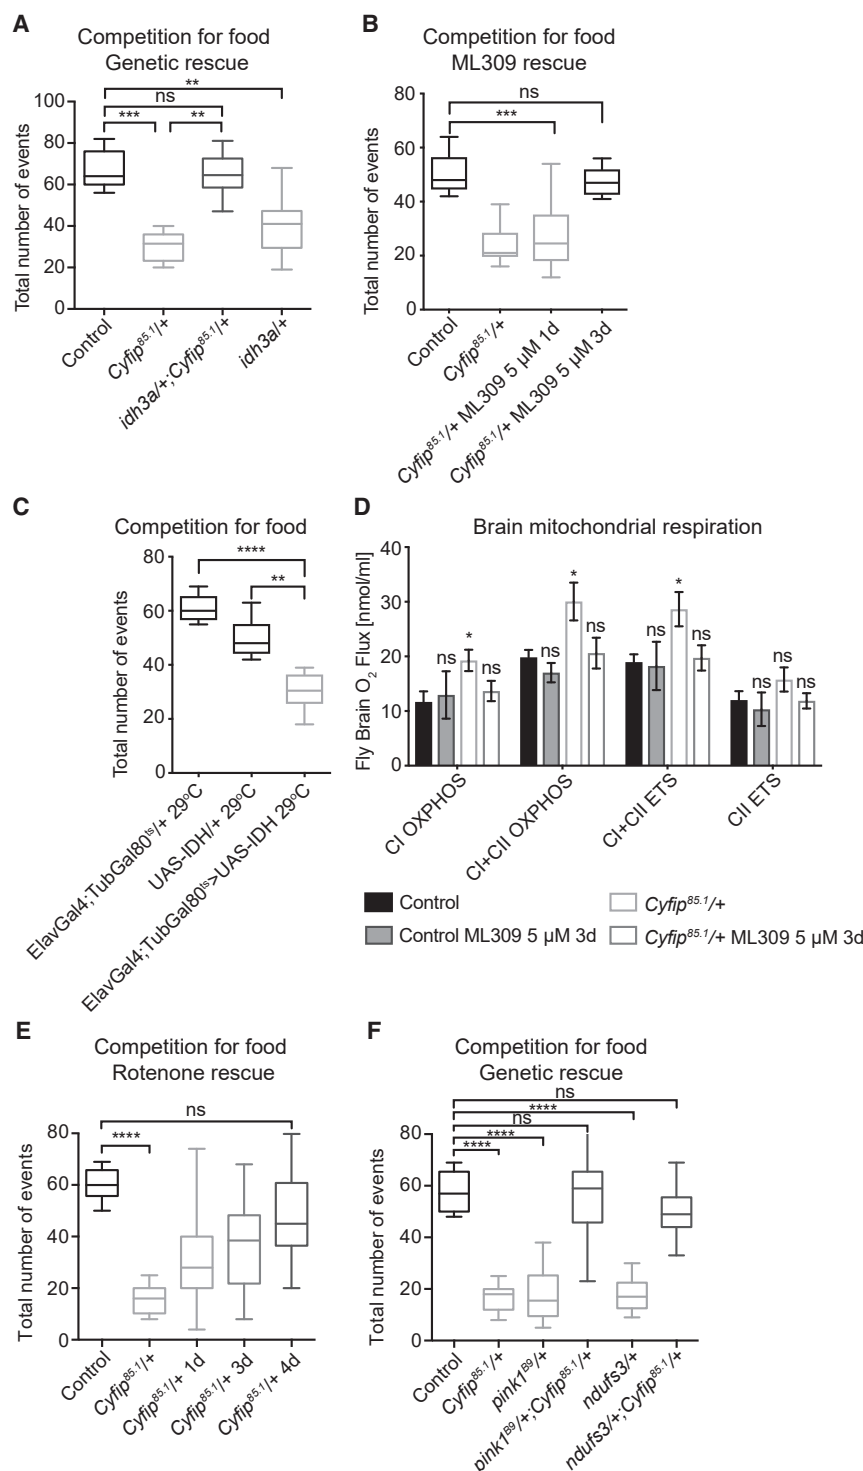 A
Competition for food
Genetic rescue
**
ns
*** **
100
80
60
40
20
0
Total number of events
Control
Cyfip85.1/+
idh3a/+;Cyfip85.1/+
idh3a/+
B
Competition for food
ML309 rescue
ns
***
80
60
40
20
0
Total number of events
Control
Cyfip85.1/+
Cyfip85.1/+ ML309 5 µM 1d
Cyfip85.1/+ ML309 5 µM 3d
C
Competition for food
****
**
80
60
40
20
0
Total number of events
ElavGal4;TubGal80ts/+ 29ºC
UAS-IDH/+ 29ºC
ElavGal4;TubGal80ts>UAS-IDH 29ºC
D
Brain mitochondrial respiration
40
30
20
10
0
Fly Brain O2 Flux [nmol/ml]
ns * ns
ns * ns
ns * ns
ns ns ns
CI OXPHOS
CI+CII OXPHOS
CI+CII ETS
CII ETS
Control
Control ML309 5 µM 3d
Cyfip85.1/+
Cyfip85.1/+ ML309 5 µM 3d
E
Competition for food
Rotenone rescue
ns
****
80
60
40
20
0
Total number of events
Control
Cyfip85.1/+
Cyfip85.1/+ 1d
Cyfip85.1/+ 3d
Cyfip85.1/+ 4d
F
Competition for food
Genetic rescue
ns
****
ns
****
****
80
60
40
20
0
Total number of events
Control
Cyfip85.1/+
pink1B9/+
pink1B9/+;Cyfip85.1/+
ndufs3/+
ndufs3/+;Cyfip85.1/+